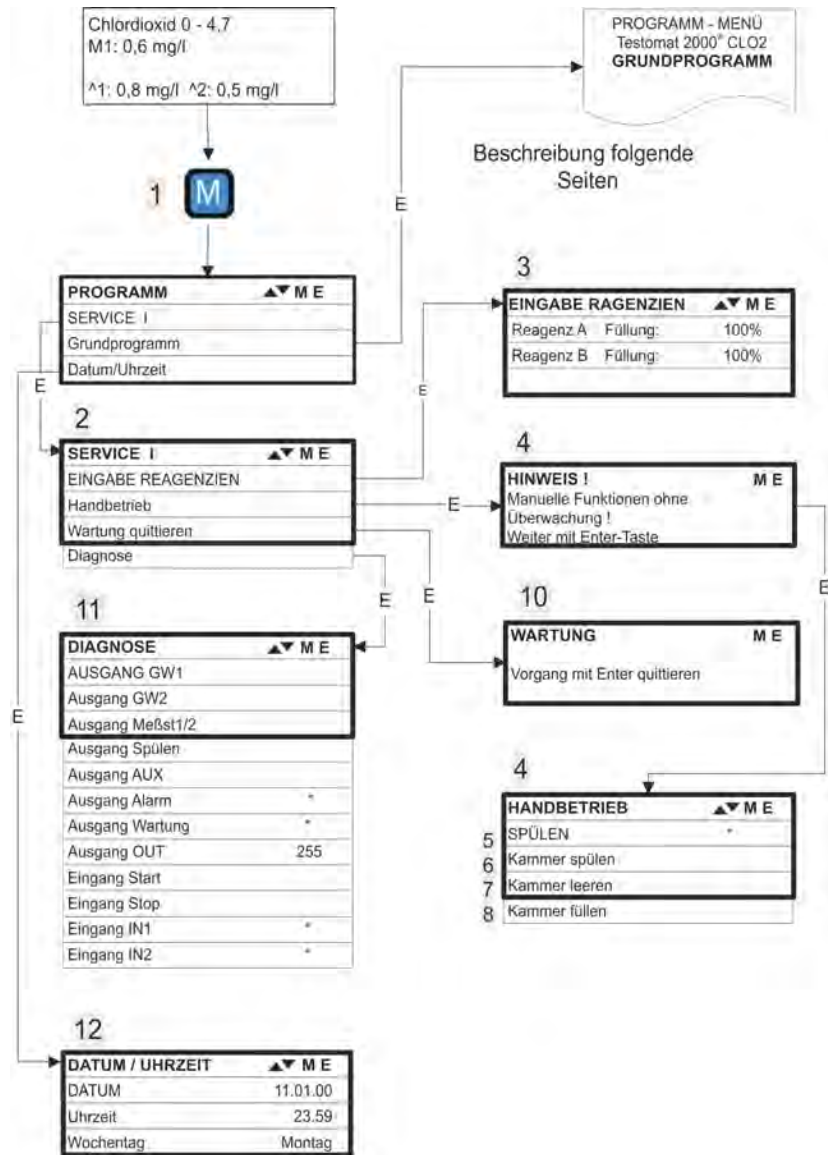 Chlordioxid 0 - 4,7
M1: 0,6 mg/l
^1: 0,8 mg/l ^2: 0,5 mg/l
PROGRAMM - MENÜ
Testomat 2000® CLO2
GRUNDPROGRAMM
Beschreibung folgende
Seiten
1 M
E
PROGRAMM ▲▼ M E
SERVICE I
Grundprogramm
Datum/Uhrzeit
E
3
EINGABE RAGENZIEN ▲▼ M E
Reagenz A Füllung: 100%
Reagenz B Füllung: 100%
E
2
SERVICE I ▲▼ M E
EINGABE REAGENZIEN
Handbetrieb
Wartung quittieren
Diagnose
E
4
HINWEIS ! M E
Manuelle Funktionen ohne
Überwachung !
Weiter mit Enter-Taste
E
E
E
10
WARTUNG M E
Vorgang mit Enter quittieren
11
DIAGNOSE ▲▼ M E
AUSGANG GW1
Ausgang GW2
Ausgang Meßst1/2
Ausgang Spülen
Ausgang AUX
Ausgang Alarm *
Ausgang Wartung *
Ausgang OUT 255
Eingang Start
Eingang Stop
Eingang IN1 *
Eingang IN2 *
E
4
HANDBETRIEB ▲▼ M E
5 SPÜLEN *
6 Kammer spülen
7 Kammer leeren
8 Kammer füllen
12
DATUM / UHRZEIT ▲▼ M E
DATUM 11.01.00
Uhrzeit 23.59
Wochentag Montag